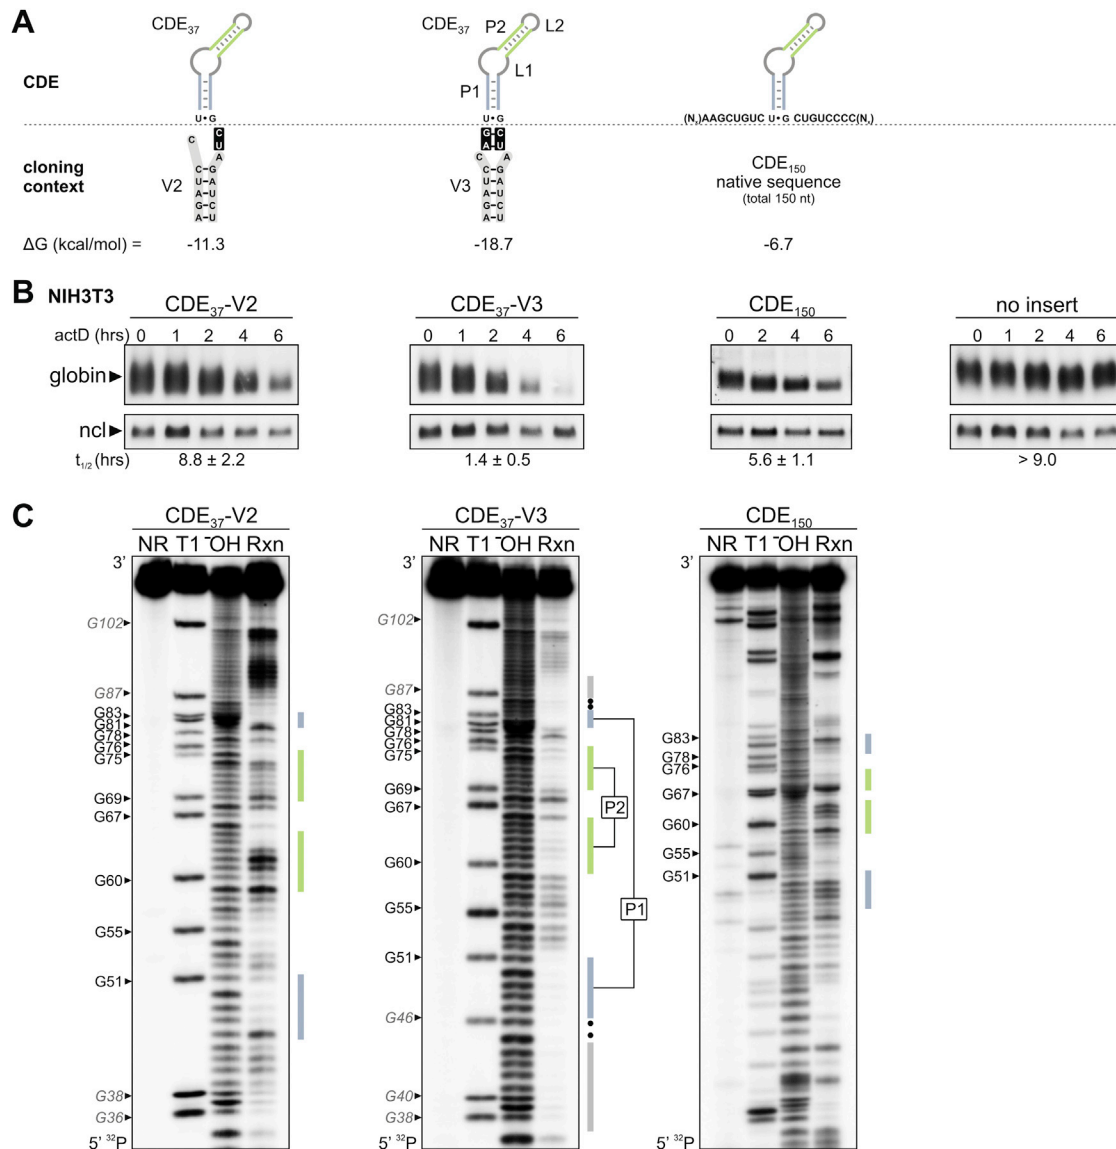 A
CDE37
CDE37 P2 L2
L1
P1
CDE
U•G
U•G
(Nx)AAGCUGUC U•G CUGUCCCC(Nx)
cloning context
V2
C
C
U
A
C-G
U-A
A-U
G-C
A-U
V3
G-C
A-U
C A
C-G
U-A
A-U
G-C
A-U
CDE150
native sequence
(total 150 nt)
ΔG (kcal/mol) = -11.3 -18.7 -6.7
B NIH3T3
CDE37-V2 CDE37-V3 CDE150 no insert
actD (hrs) 0 1 2 4 6 0 1 2 4 6 0 2 4 6 0 1 2 4 6
globin
ncl
t1/2 (hrs) 8.8 ± 2.2 1.4 ± 0.5 5.6 ± 1.1 > 9.0
C
CDE37-V2
NR T1 -OH Rxn
3'
G102
G87
G83
G81
G78
G76
G75
G69
G67
G60
G55
G51
G38
G36
5' 32P
CDE37-V3
NR T1 -OH Rxn
3'
G102
G87
G83
G81
G78
G76
G75
G69
G67
G60
G55
G51
G46
G40
G38
5' 32P
P2
P1
CDE150
NR T1 -OH Rxn
3'
G83
G78
G76
G67
G60
G55
G51
5' 32P